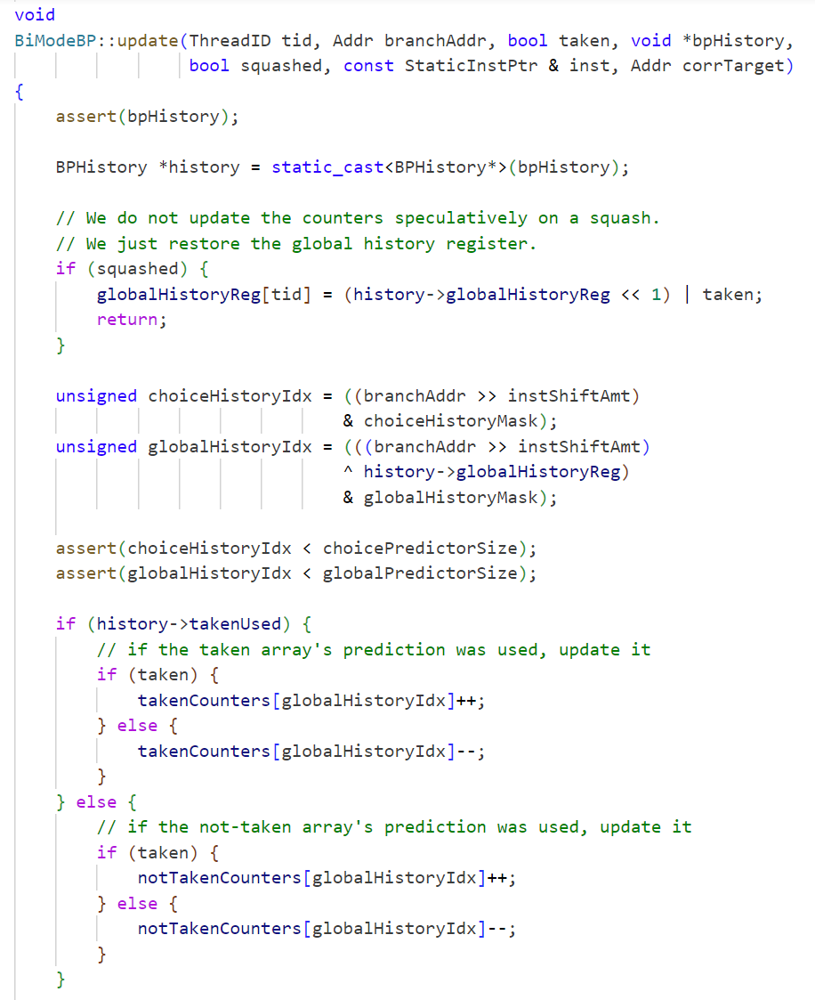 void
BiModeBP::update(ThreadID tid, Addr branchAddr, bool taken, void *bpHistory,
                 bool squashed, const StaticInstPtr & inst, Addr corrTarget)
{
    assert(bpHistory);

    BPHistory *history = static_cast<BPHistory*>(bpHistory);

    // We do not update the counters speculatively on a squash.
    // We just restore the global history register.
    if (squashed) {
        globalHistoryReg[tid] = (history->globalHistoryReg << 1) | taken;
        return;
    }

    unsigned choiceHistoryIdx = ((branchAddr >> instShiftAmt)
                                & choiceHistoryMask);
    unsigned globalHistoryIdx = (((branchAddr >> instShiftAmt)
                                ^ history->globalHistoryReg)
                                & globalHistoryMask);

    assert(choiceHistoryIdx < choicePredictorSize);
    assert(globalHistoryIdx < globalPredictorSize);

    if (history->takenUsed) {
        // if the taken array's prediction was used, update it
        if (taken) {
            takenCounters[globalHistoryIdx]++;
        } else {
            takenCounters[globalHistoryIdx]--;
        }
    } else {
        // if the not-taken array's prediction was used, update it
        if (taken) {
            notTakenCounters[globalHistoryIdx]++;
        } else {
            notTakenCounters[globalHistoryIdx]--;
        }
    }